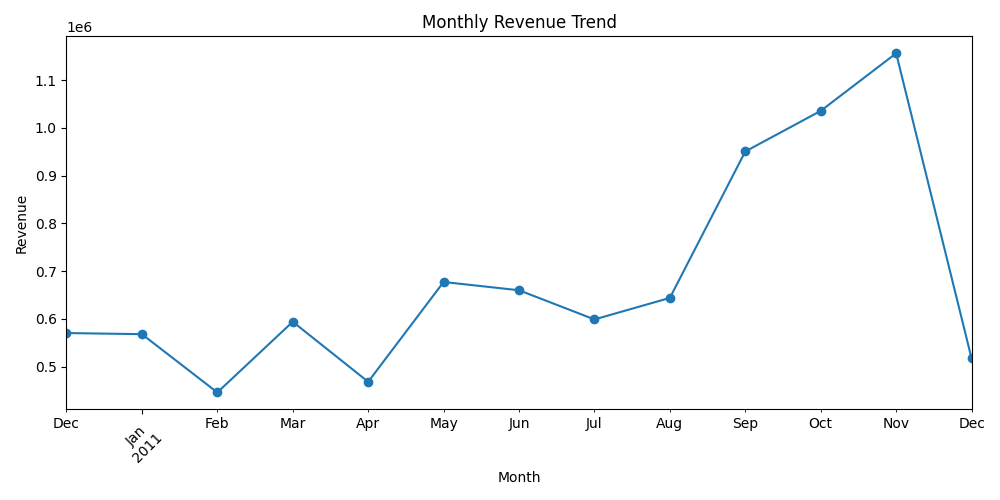 Monthly Revenue Trend
1e6
1.1
1.0
0.9
0.8
0.7
0.6
0.5
Revenue
Dec Jan Feb Mar Apr May Jun Jul Aug Sep Oct Nov Dec
2011
Month